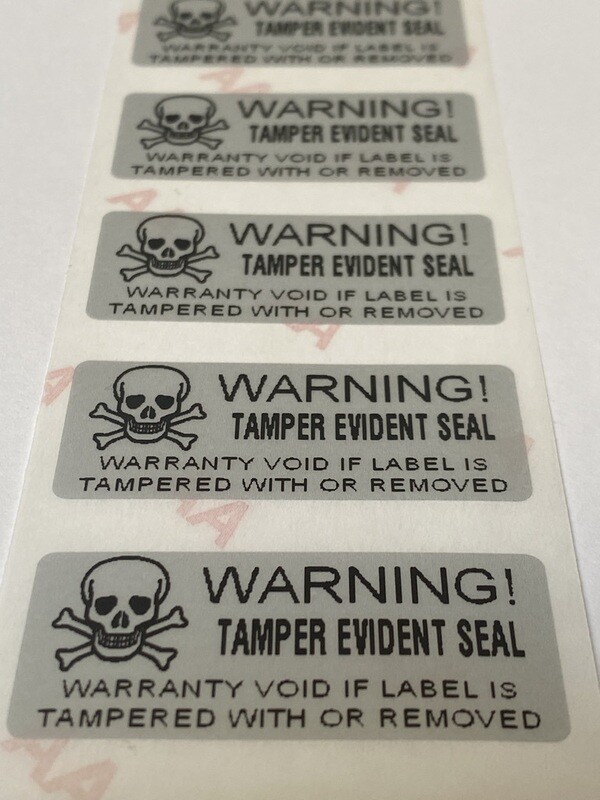 WARNING!
TAMPER EVIDENT SEAL
WARRANTY VOID IF LABEL IS
TAMPERED WITH OR REMOVED
WARNING!
TAMPER EVIDENT SEAL
WARRANTY VOID IF LABEL IS
TAMPERED WITH OR REMOVED
WARNING!
TAMPER EVIDENT SEAL
WARRANTY VOID IF LABEL IS
TAMPERED WITH OR REMOVED
WARNING!
TAMPER EVIDENT SEAL
WARRANTY VOID IF LABEL IS
TAMPERED WITH OR REMOVED
WARNING!
TAMPER EVIDENT SEAL
WARRANTY VOID IF LABEL IS
TAMPERED WITH OR REMOVED